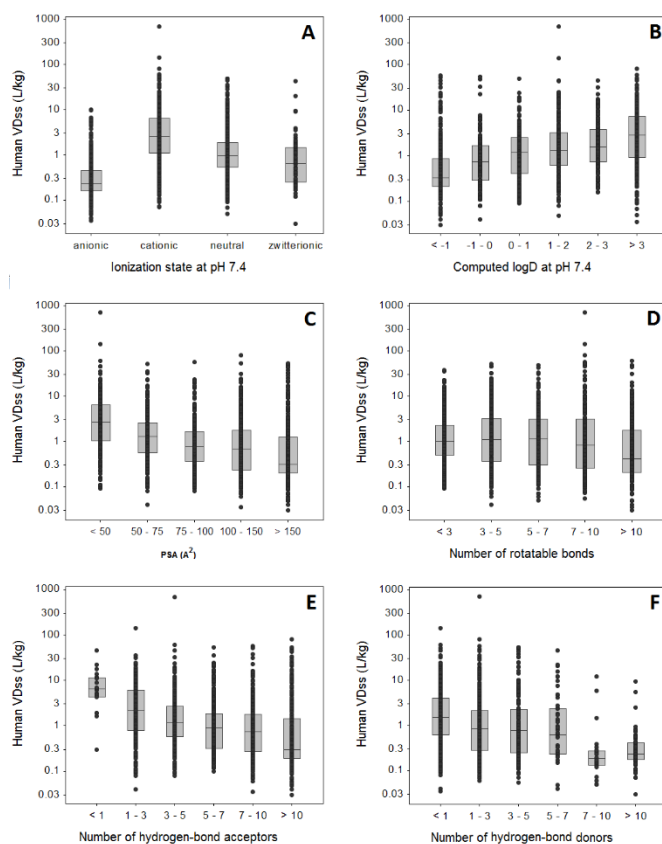 A
Human VDss (L/kg)
1000
300
100
30
10
3
1
0.3
0.1
0.03
anionic cationic neutral zwitterionic
Ionization state at pH 7.4
B
Human VDss (L/kg)
1000
300
100
30
10
3
1
0.3
0.1
0.03
< -1 -1 - 0 0 - 1 1 - 2 2 - 3 > 3
Computed logD at pH 7.4
C
Human VDss (L/kg)
1000
300
100
30
10
3
1
0.3
0.1
0.03
< 50 50 - 75 75 - 100 100 - 150 > 150
PSA (A²)
D
Human VDss (L/kg)
1000
300
100
30
10
3
1
0.3
0.1
0.03
< 3 3 - 5 5 - 7 7 - 10 > 10
Number of rotatable bonds
E
Human VDss (L/kg)
1000
300
100
30
10
3
1
0.3
0.1
0.03
< 1 1 - 3 3 - 5 5 - 7 7 - 10 > 10
Number of hydrogen-bond acceptors
F
Human VDss (L/kg)
1000
300
100
30
10
3
1
0.3
0.1
0.03
< 1 1 - 3 3 - 5 5 - 7 7 - 10 > 10
Number of hydrogen-bond donors